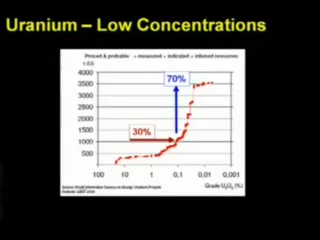 Uranium – Low Concentrations
Proved & probable + measured + indicated + inferred resources
t (U)
4000
3500
3000
2500
2000
1500
1000
500
70%
30%
100 10 1 0,1 0,01 0,001
Grade U₃O₈ (%)